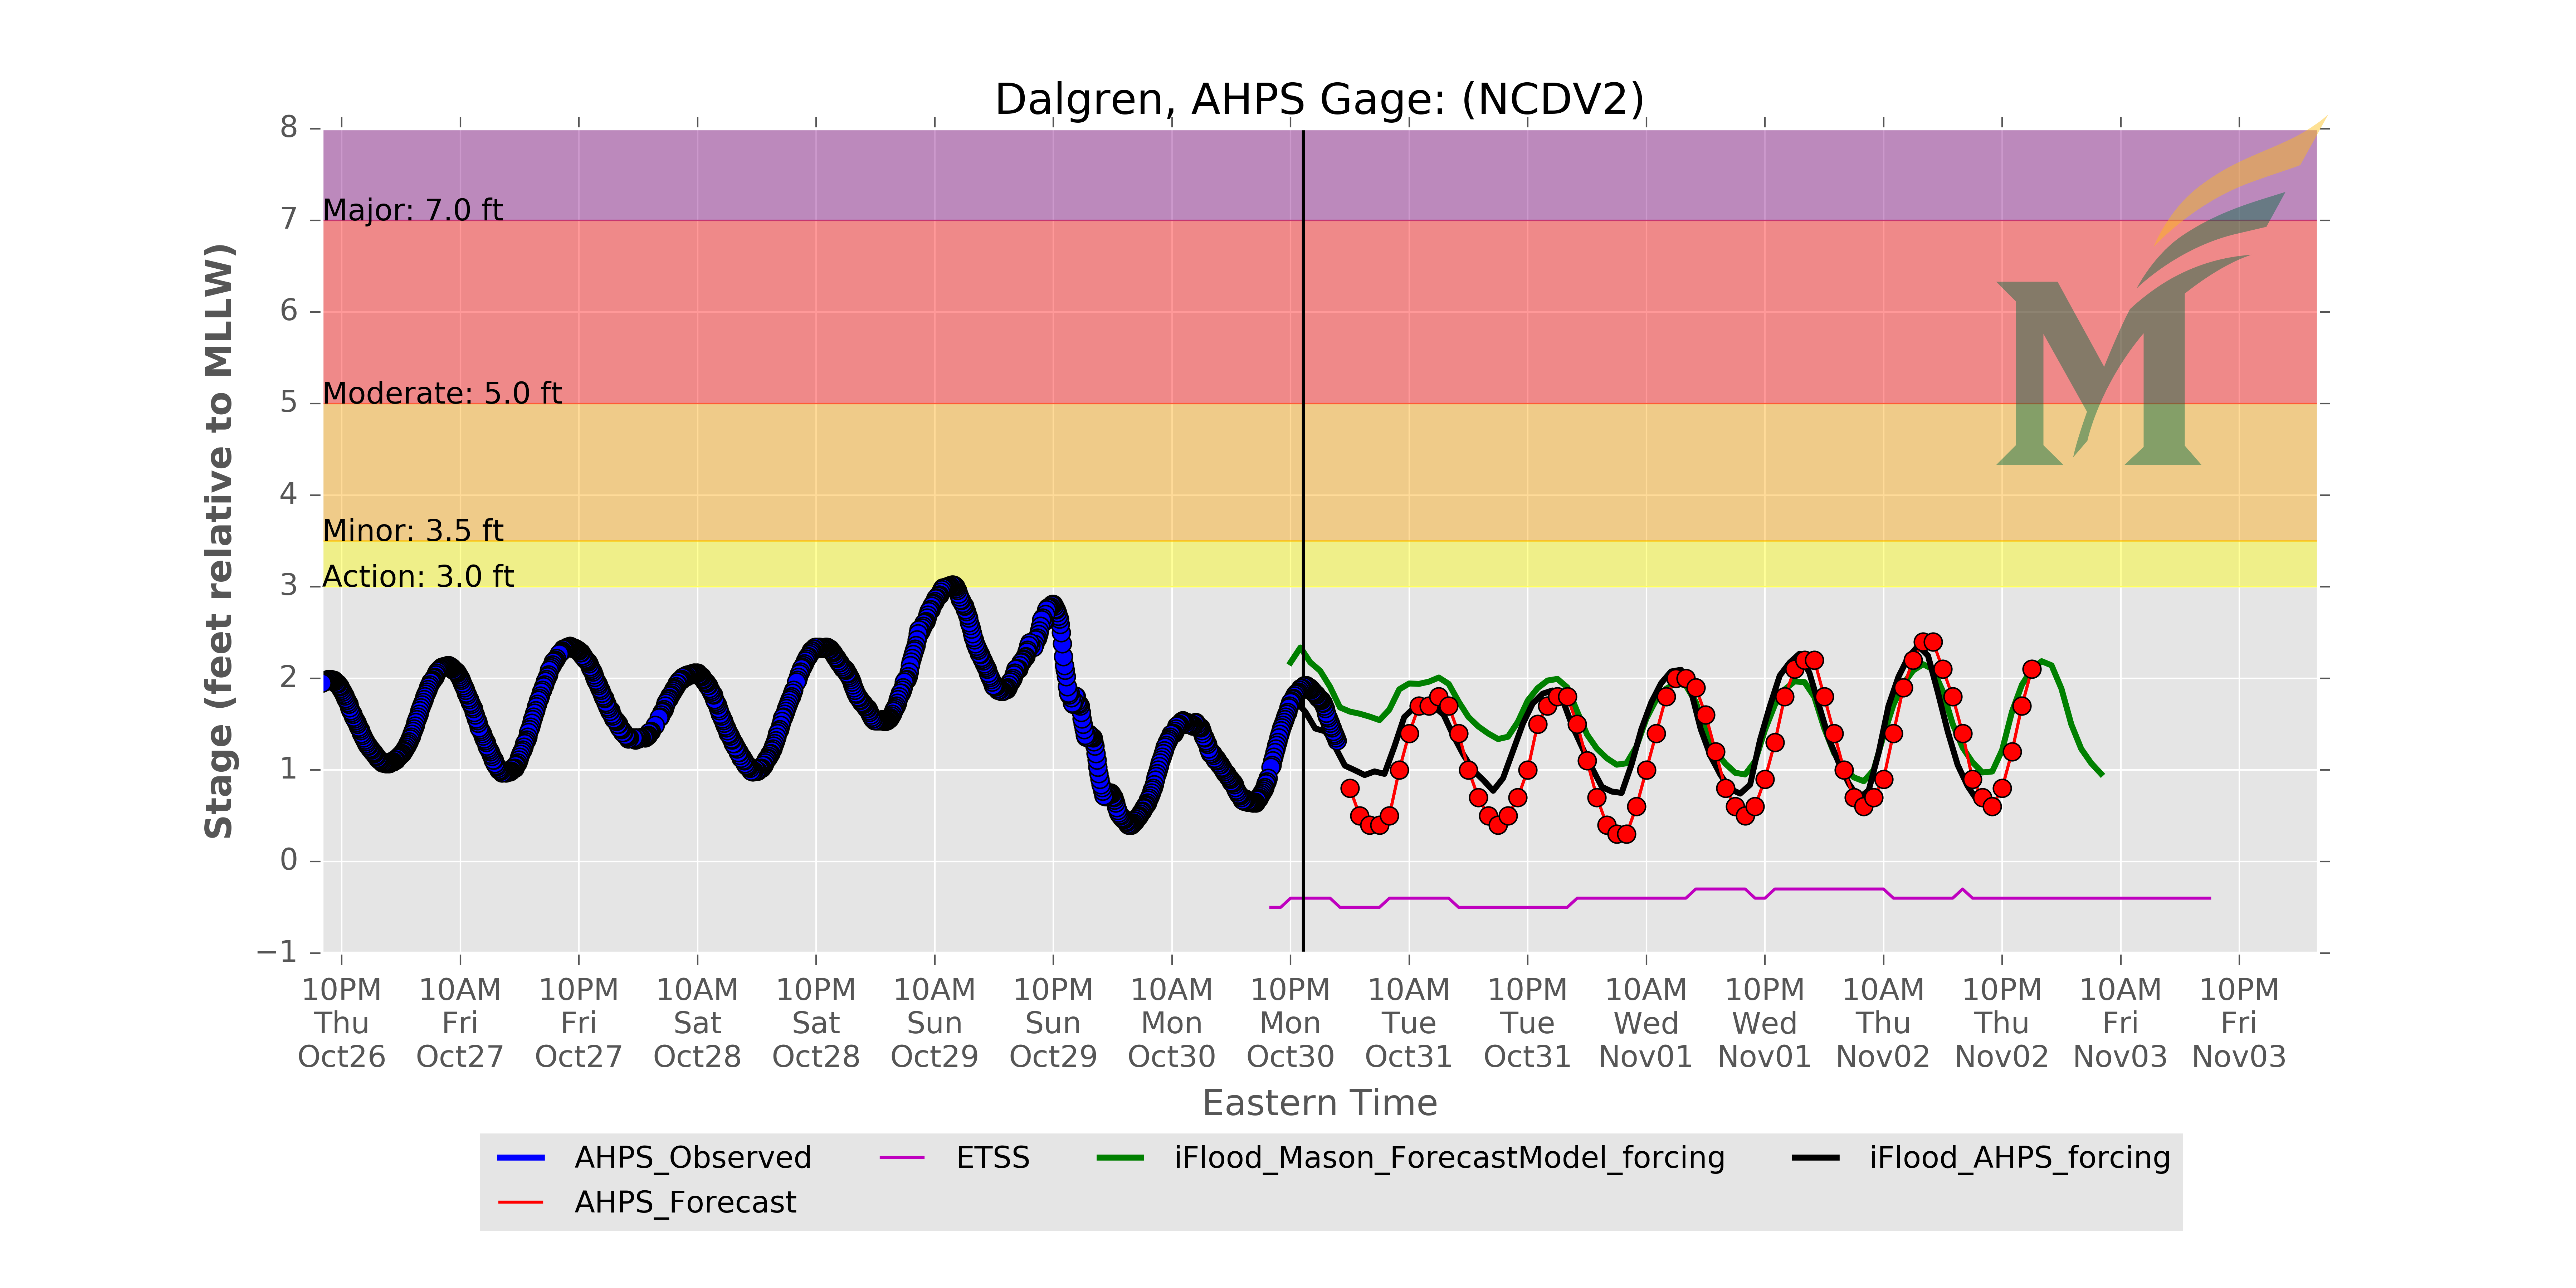 Dalgren, AHPS Gage: (NCDV2)
Stage (feet relative to MLLW)
8
7
6
5
4
3
2
1
0
−1
Major: 7.0 ft
Moderate: 5.0 ft
Minor: 3.5 ft
Action: 3.0 ft
M
10PM 10AM 10PM 10AM 10PM 10AM 10PM 10AM 10PM 10AM 10PM 10AM 10PM 10AM 10PM 10AM 10PM
Thu Fri Fri Sat Sat Sun Sun Mon Mon Tue Tue Wed Wed Thu Thu Fri Fri
Oct26 Oct27 Oct27 Oct28 Oct28 Oct29 Oct29 Oct30 Oct30 Oct31 Oct31 Nov01 Nov01 Nov02 Nov02 Nov03 Nov03
Eastern Time
AHPS_Observed ETSS iFlood_Mason_ForecastModel_forcing iFlood_AHPS_forcing
AHPS_Forecast